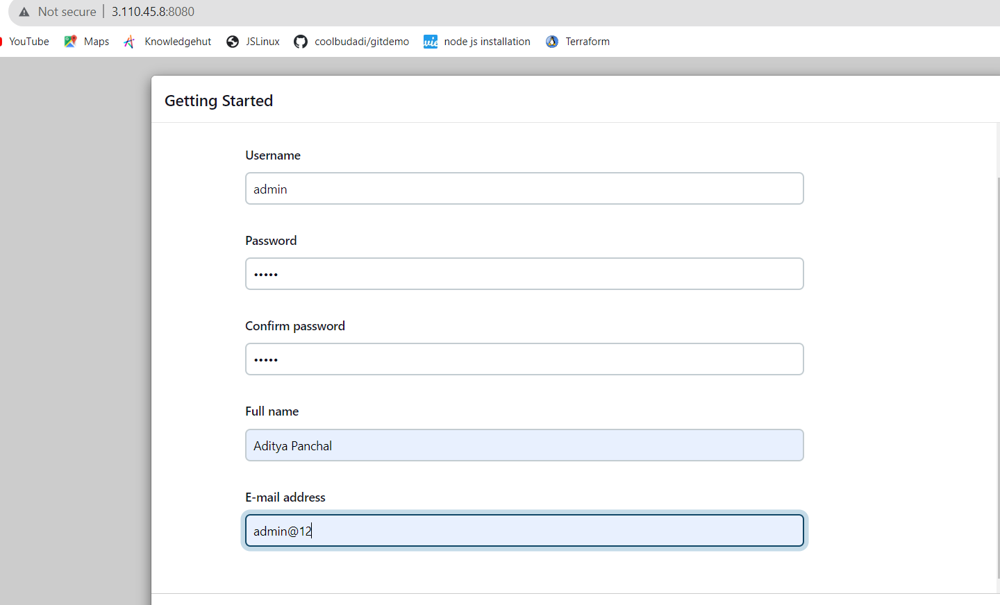 Not secure | 3.110.45.8:8080
YouTube Maps Knowledgehut JSLinux coolbudadi/gitdemo node js installation Terraform
Getting Started
Username
admin
Password
•••••
Confirm password
•••••
Full name
Aditya Panchal
E-mail address
admin@12